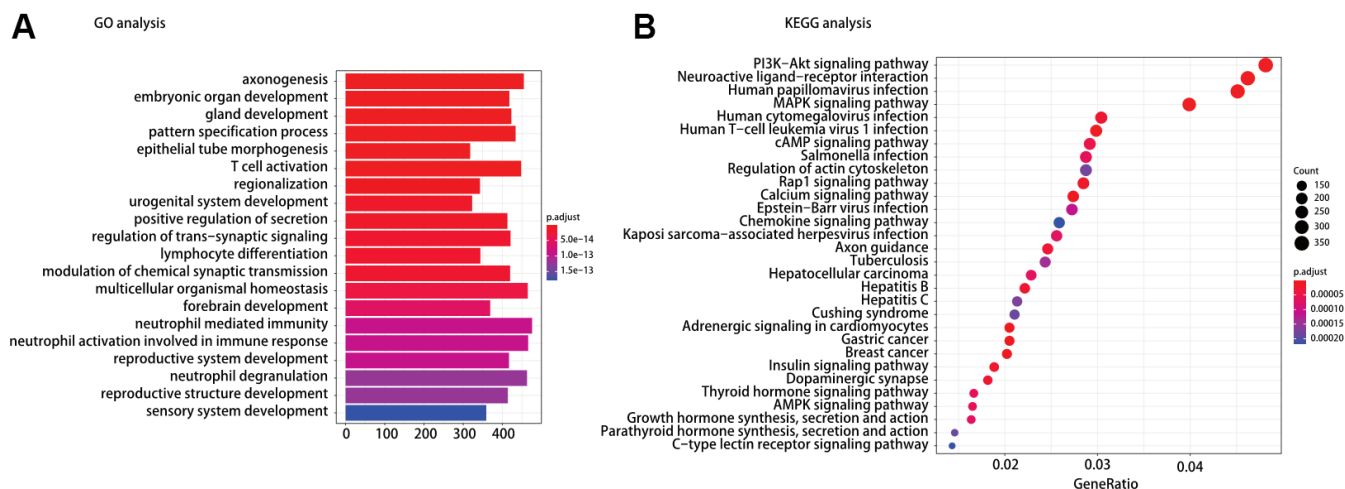 A
GO analysis
axonogenesis
embryonic organ development
gland development
pattern specification process
epithelial tube morphogenesis
T cell activation
regionalization
urogenital system development
positive regulation of secretion
regulation of trans−synaptic signaling
lymphocyte differentiation
modulation of chemical synaptic transmission
multicellular organismal homeostasis
forebrain development
neutrophil mediated immunity
neutrophil activation involved in immune response
reproductive system development
neutrophil degranulation
reproductive structure development
sensory system development
0 100 200 300 400
p.adjust
5.0e−14
1.0e−13
1.5e−13
B
KEGG analysis
PI3K−Akt signaling pathway
Neuroactive ligand−receptor interaction
Human papillomavirus infection
MAPK signaling pathway
Human cytomegalovirus infection
Human T−cell leukemia virus 1 infection
cAMP signaling pathway
Salmonella infection
Regulation of actin cytoskeleton
Rap1 signaling pathway
Calcium signaling pathway
Epstein−Barr virus infection
Chemokine signaling pathway
Kaposi sarcoma−associated herpesvirus infection
Axon guidance
Tuberculosis
Hepatocellular carcinoma
Hepatitis B
Hepatitis C
Cushing syndrome
Adrenergic signaling in cardiomyocytes
Gastric cancer
Breast cancer
Insulin signaling pathway
Dopaminergic synapse
Thyroid hormone signaling pathway
AMPK signaling pathway
Growth hormone synthesis, secretion and action
Parathyroid hormone synthesis, secretion and action
C−type lectin receptor signaling pathway
0.02 0.03 0.04
GeneRatio
Count
150
200
250
300
350
p.adjust
0.00005
0.00010
0.00015
0.00020